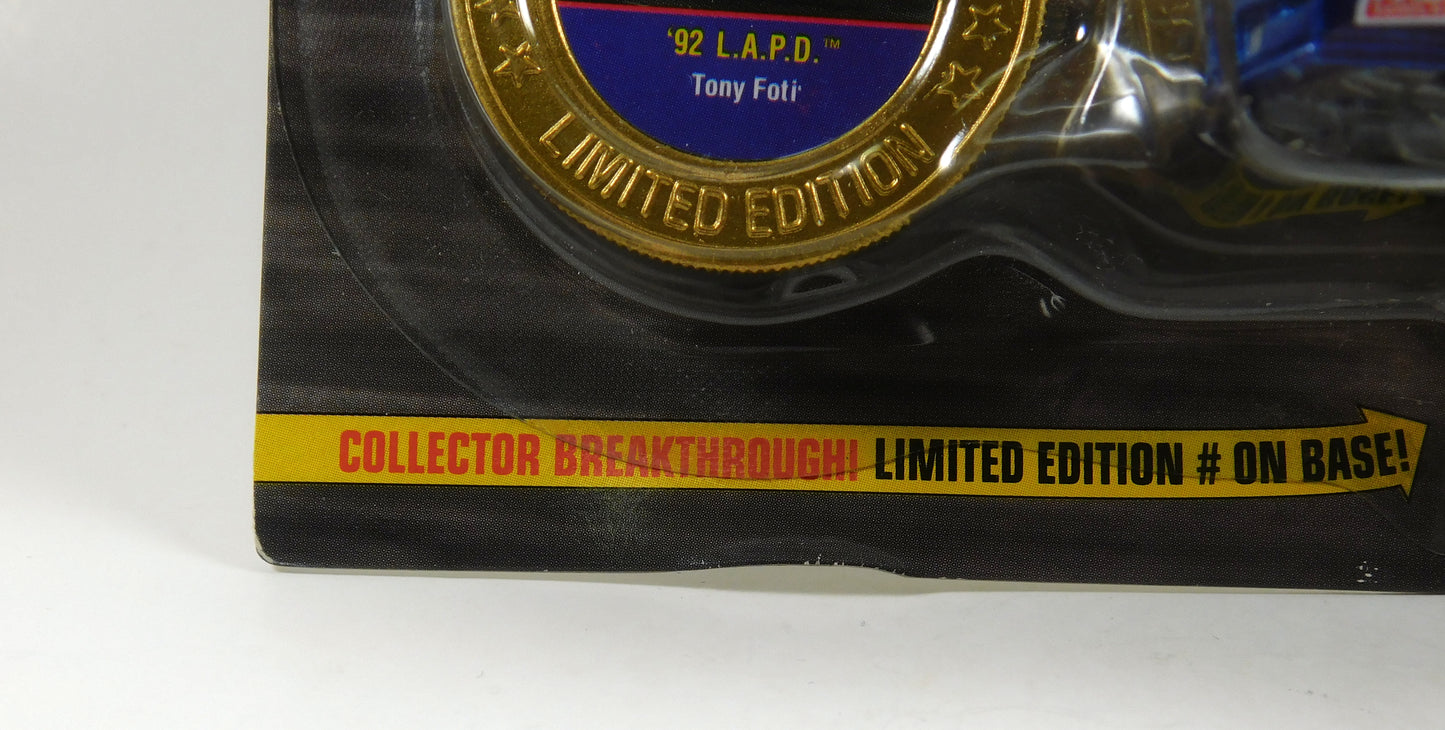 '92 L.A.P.D.™
Tony Foti
LIMITED EDITION
COLLECTOR BREAKTHROUGH! LIMITED EDITION # ON BASE!